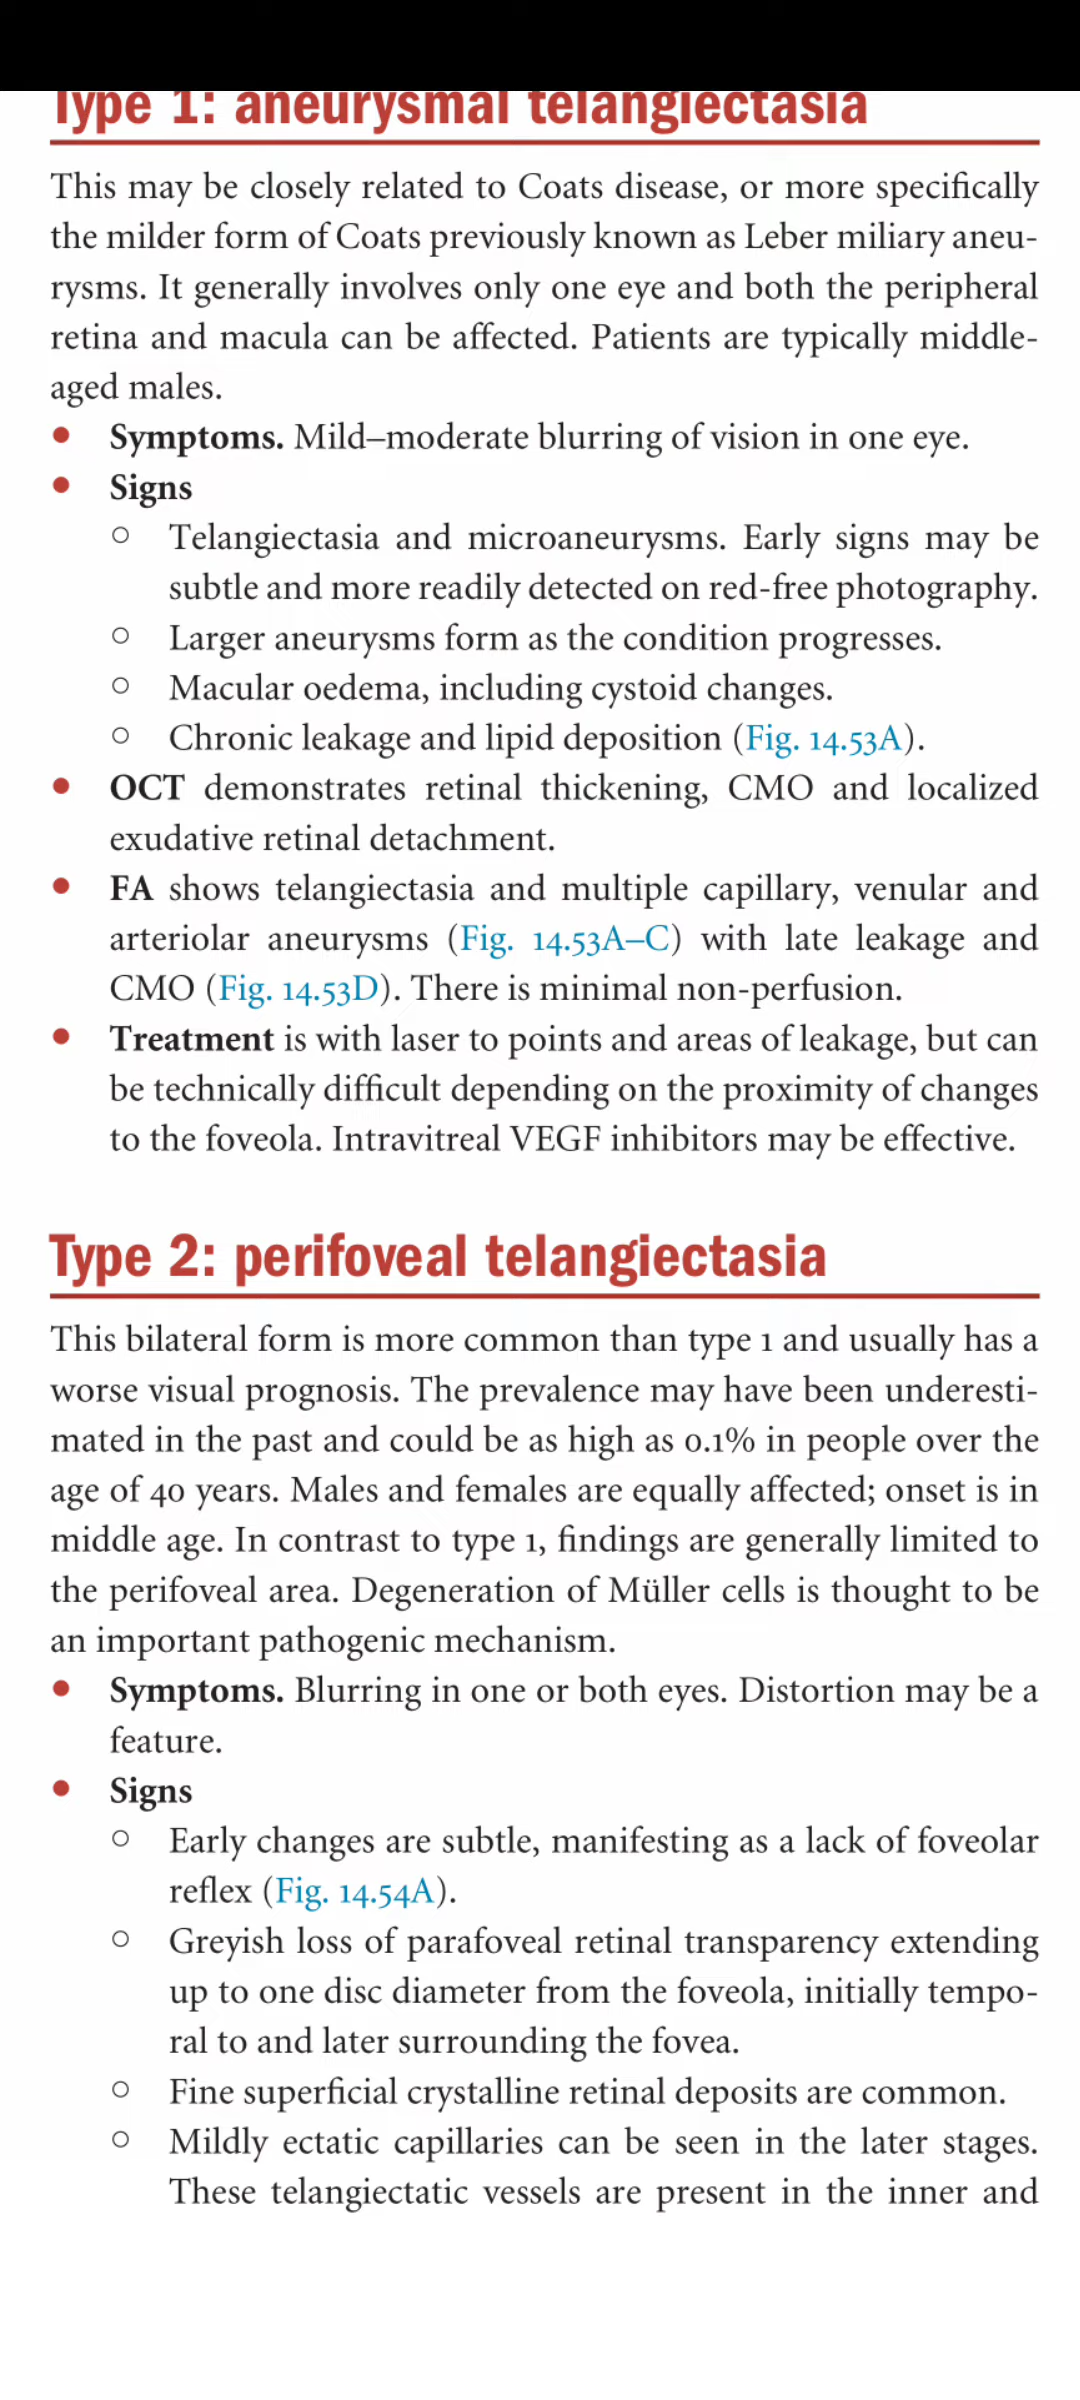 Type 1: aneurysmal telangiectasia
This may be closely related to Coats disease, or more specifically
the milder form of Coats previously known as Leber miliary aneu-
rysms. It generally involves only one eye and both the peripheral
retina and macula can be affected. Patients are typically middle-
aged males.
• Symptoms. Mild–moderate blurring of vision in one eye.
• Signs
○ Telangiectasia and microaneurysms. Early signs may be
subtle and more readily detected on red-free photography.
○ Larger aneurysms form as the condition progresses.
○ Macular oedema, including cystoid changes.
○ Chronic leakage and lipid deposition (Fig. 14.53A).
• OCT demonstrates retinal thickening, CMO and localized
exudative retinal detachment.
• FA shows telangiectasia and multiple capillary, venular and
arteriolar aneurysms (Fig. 14.53A–C) with late leakage and
CMO (Fig. 14.53D). There is minimal non-perfusion.
• Treatment is with laser to points and areas of leakage, but can
be technically difficult depending on the proximity of changes
to the foveola. Intravitreal VEGF inhibitors may be effective.
Type 2: perifoveal telangiectasia
This bilateral form is more common than type 1 and usually has a
worse visual prognosis. The prevalence may have been underesti-
mated in the past and could be as high as 0.1% in people over the
age of 40 years. Males and females are equally affected; onset is in
middle age. In contrast to type 1, findings are generally limited to
the perifoveal area. Degeneration of Müller cells is thought to be
an important pathogenic mechanism.
• Symptoms. Blurring in one or both eyes. Distortion may be a
feature.
• Signs
○ Early changes are subtle, manifesting as a lack of foveolar
reflex (Fig. 14.54A).
○ Greyish loss of parafoveal retinal transparency extending
up to one disc diameter from the foveola, initially tempo-
ral to and later surrounding the fovea.
○ Fine superficial crystalline retinal deposits are common.
○ Mildly ectatic capillaries can be seen in the later stages.
These telangiectatic vessels are present in the inner and